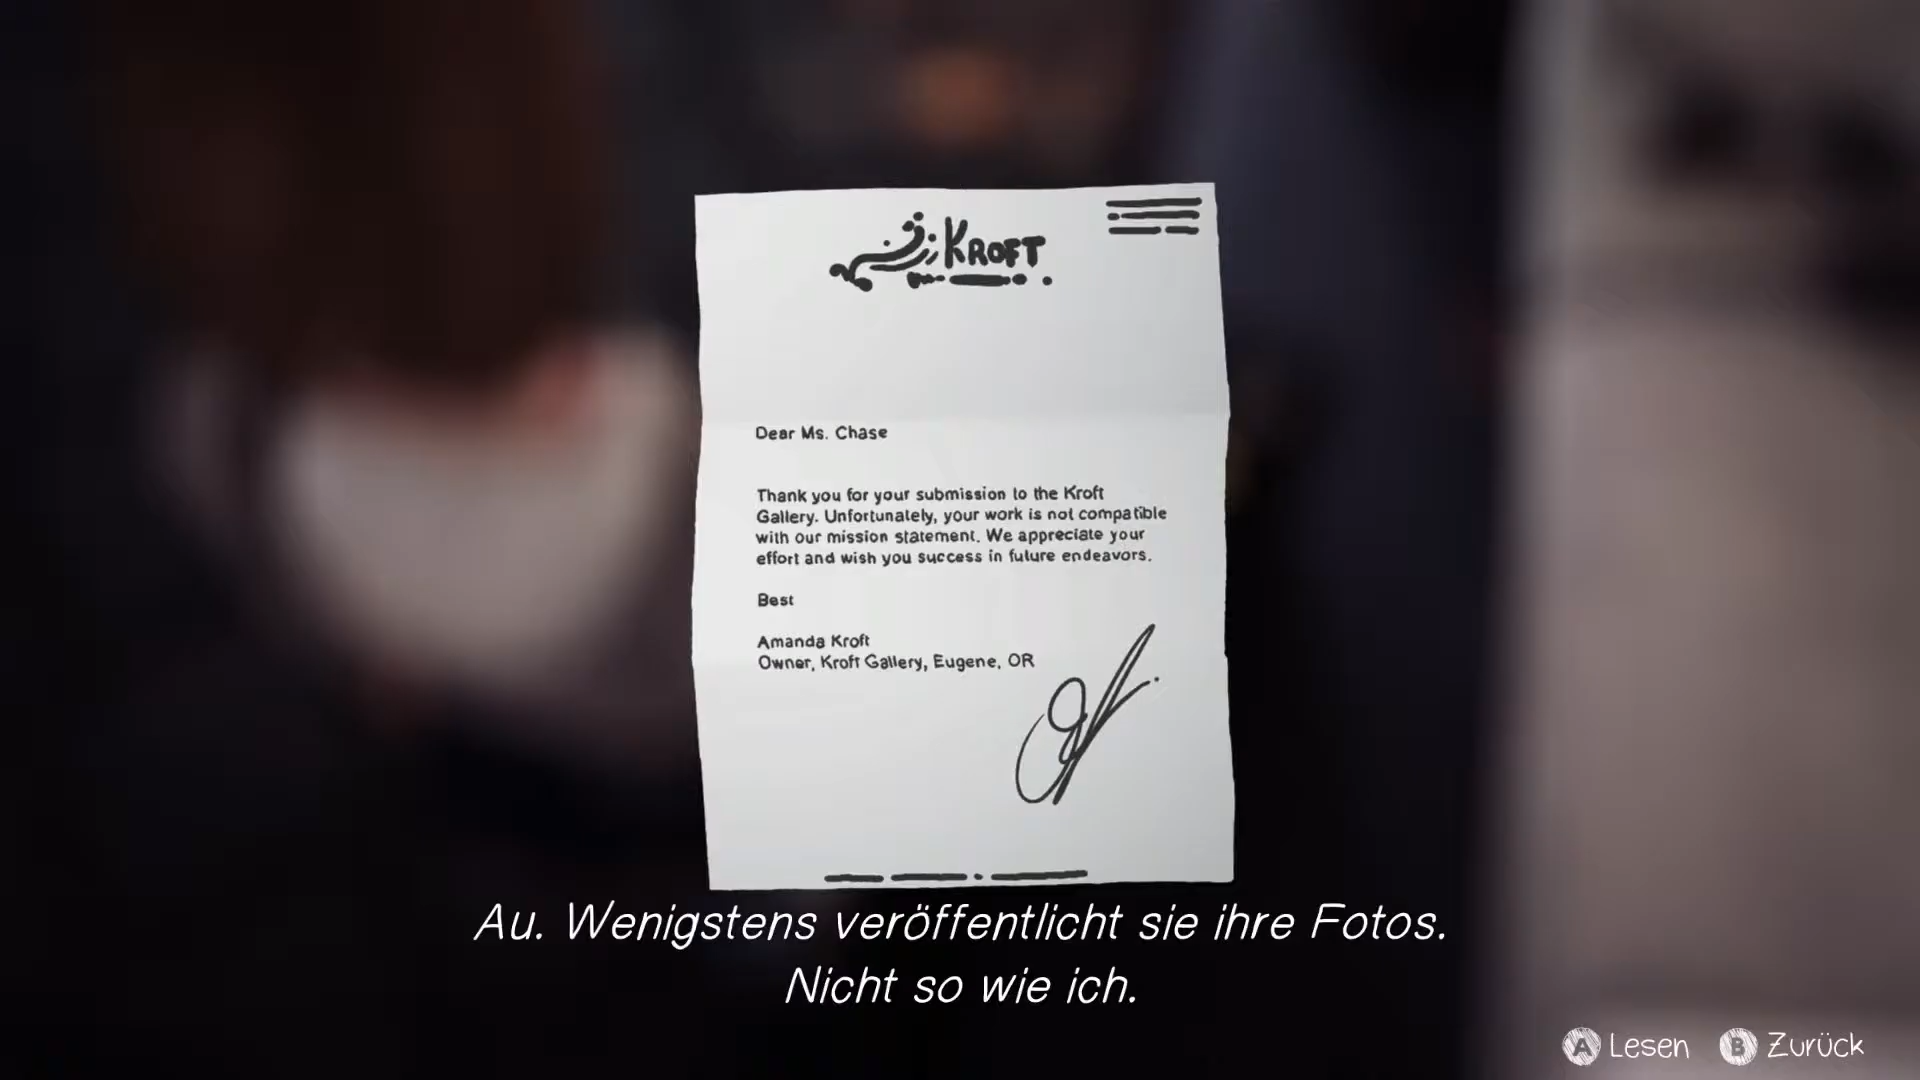 KROFT
Dear Ms. Chase
Thank you for your submission to the Kroft
Gallery. Unfortunately, your work is not compatible
with our mission statement. We appreciate your
effort and wish you success in future endeavors.
Best
Amanda Kroft
Owner, Kroft Gallery, Eugene, OR
Au. Wenigstens veröffentlicht sie ihre Fotos.
Nicht so wie ich.
A Lesen B Zurück